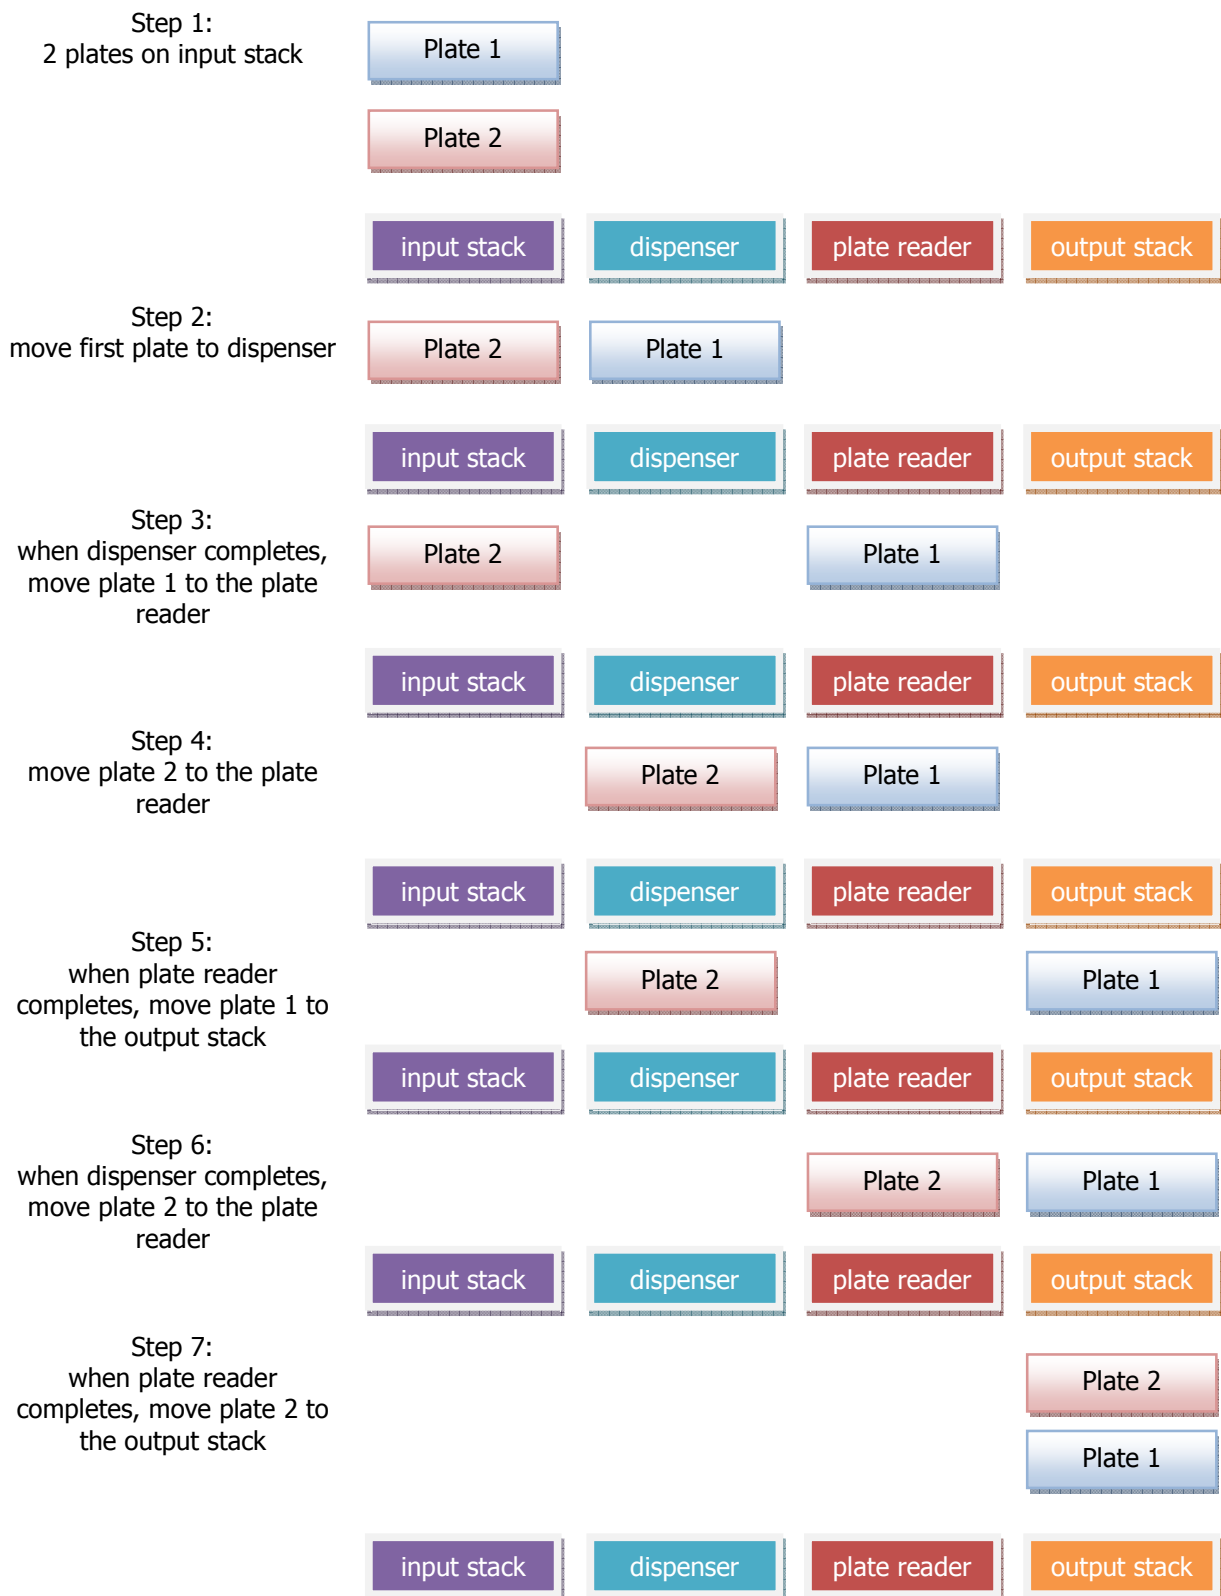 Step 1:
2 plates on input stack
Plate 1
Plate 2
input stack dispenser plate reader output stack
Step 2:
move first plate to dispenser
Plate 2 Plate 1
input stack dispenser plate reader output stack
Step 3:
when dispenser completes,
move plate 1 to the plate
reader
Plate 2 Plate 1
input stack dispenser plate reader output stack
Step 4:
move plate 2 to the plate
reader
Plate 2 Plate 1
input stack dispenser plate reader output stack
Step 5:
when plate reader
completes, move plate 1 to
the output stack
Plate 2 Plate 1
input stack dispenser plate reader output stack
Step 6:
when dispenser completes,
move plate 2 to the plate
reader
Plate 2 Plate 1
input stack dispenser plate reader output stack
Step 7:
when plate reader
completes, move plate 2 to
the output stack
Plate 2
Plate 1
input stack dispenser plate reader output stack